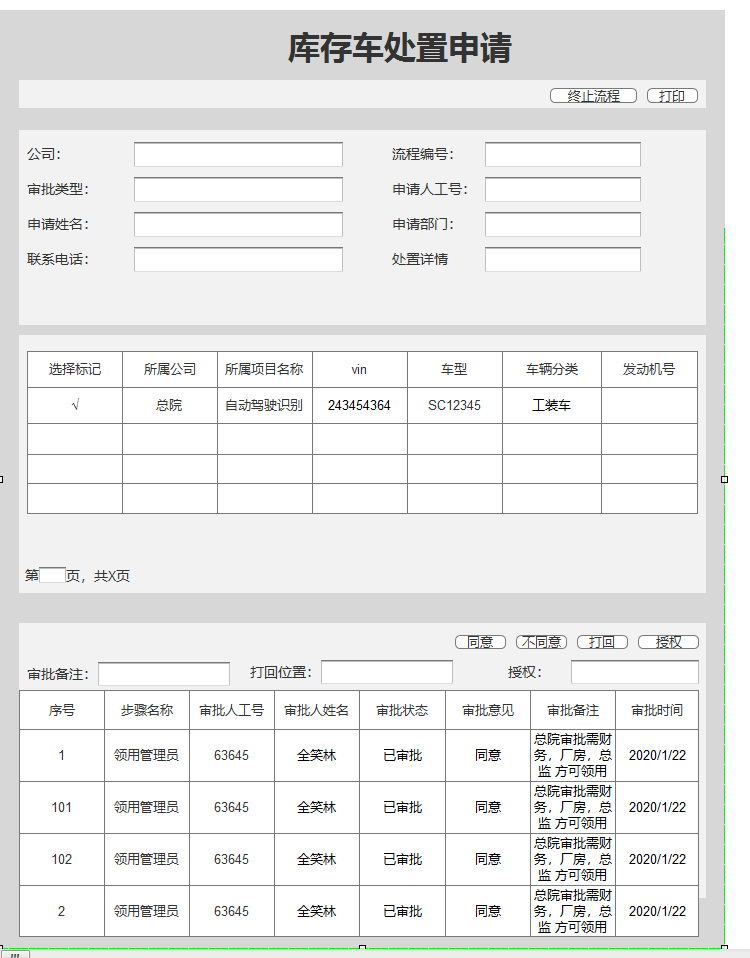 库存车处置申请
终止流程 打印
公司： 流程编号：
审批类型： 申请人工号：
申请姓名： 申请部门：
联系电话： 处置详情
选择标记 所属公司 所属项目名称 vin 车型 车辆分类 发动机号
√ 总院 自动驾驶识别 243454364 SC12345 工装车
第 页，共X页
同意 不同意 打回 授权
审批备注： 打回位置： 授权：
序号 步骤名称 审批人工号 审批人姓名 审批状态 审批意见 审批备注 审批时间
1 领用管理员 63645 全笑林 已审批 同意 总院审批需财
务，厂房，总
监 方可领用 2020/1/22
101 领用管理员 63645 全笑林 已审批 同意 总院审批需财
务，厂房，总
监 方可领用 2020/1/22
102 领用管理员 63645 全笑林 已审批 同意 总院审批需财
务，厂房，总
监 方可领用 2020/1/22
2 领用管理员 63645 全笑林 已审批 同意 总院审批需财
务，厂房，总
监 方可领用 2020/1/22